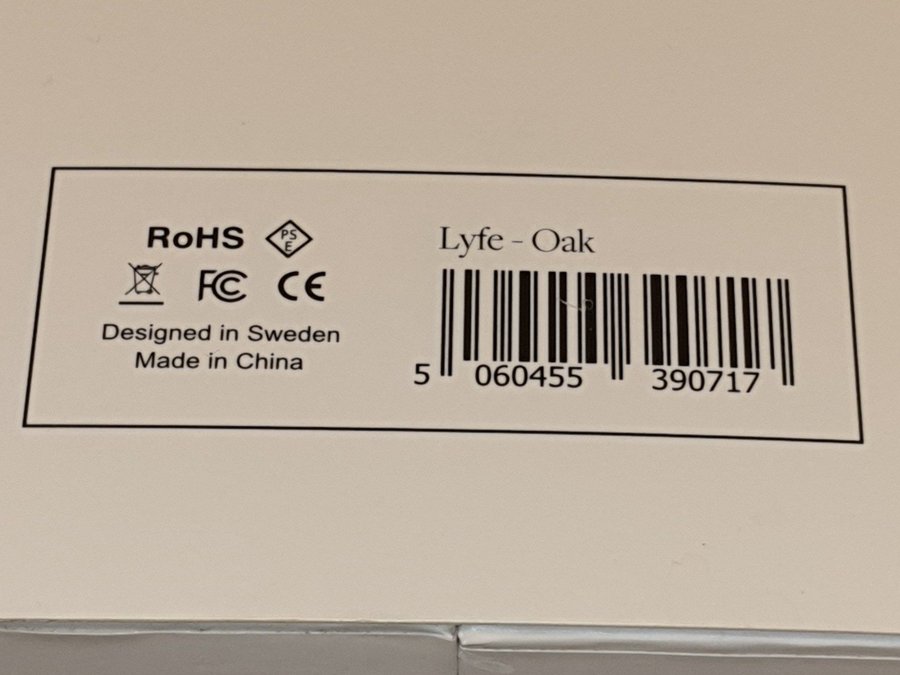 RoHS
PS
E
FC CE
Designed in Sweden
Made in China
Lyfe - Oak
5 060455 390717